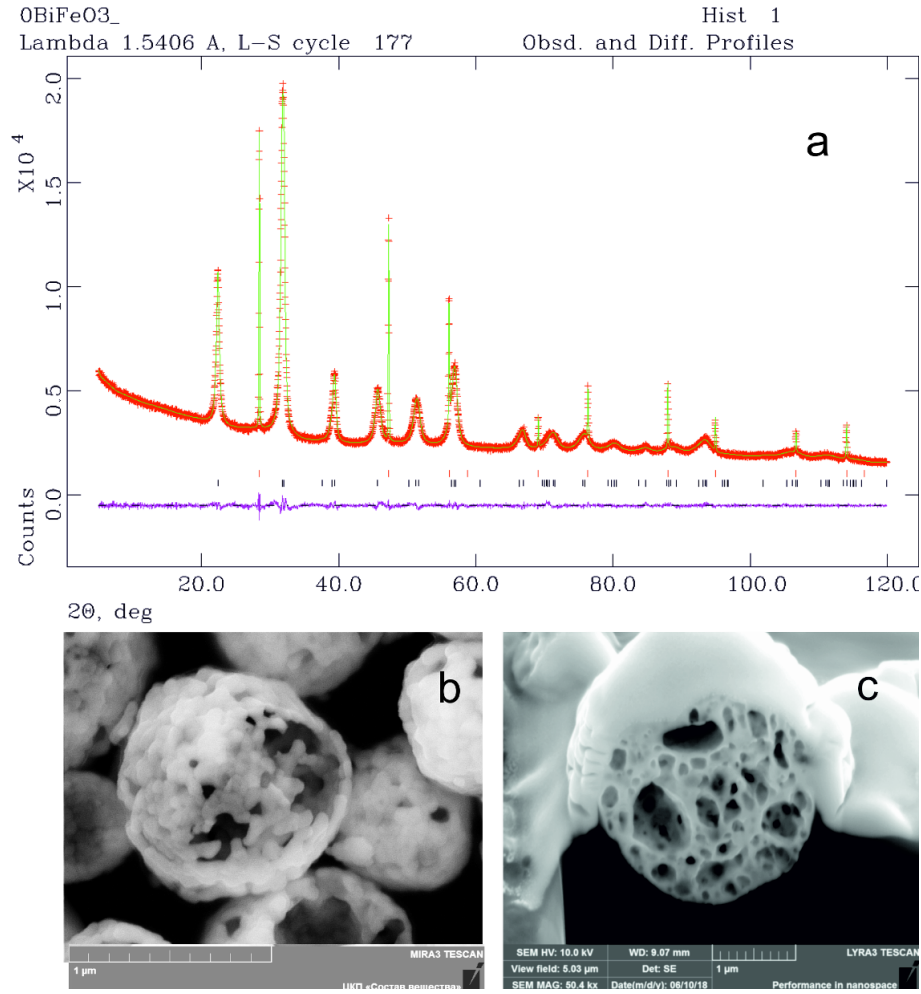 0BiFeO3_ Hist 1
Lambda 1.5406 A, L-S cycle 177 Obsd. and Diff. Profiles
a
X10 4
Counts
2.0
1.5
1.0
0.5
0.0
20.0 40.0 60.0 80.0 100.0 120.0
2Θ, deg
b
MIRA3 TESCAN
1 µm
ЦКП «Состав вещества»
c
SEM HV: 10.0 kV WD: 9.07 mm LYRA3 TESCAN
View field: 5.03 µm Det: SE 1 µm
SEM MAG: 50.4 kx Date(m/d/y): 06/10/18 Performance in nanospace